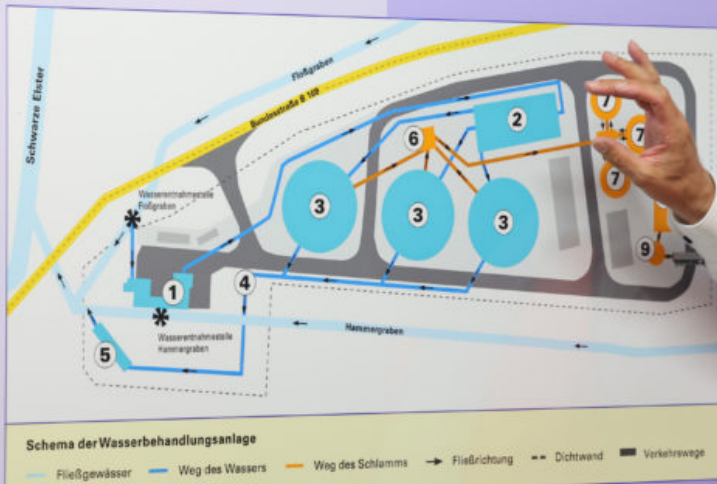 Schwarze Elster
Floßgraben
Bundesstraße B 169
Wasserentnahmestelle
Floßgraben
6
2
7
7
7
3
3
3
9
1
4
5
Wasserentnahmestelle
Hammergraben
Hammergraben
Schema der Wasserbehandlungsanlage
Fließgewässer
Weg des Wassers
Weg des Schlamms
Fließrichtung
Dichtwand
Verkehrswege